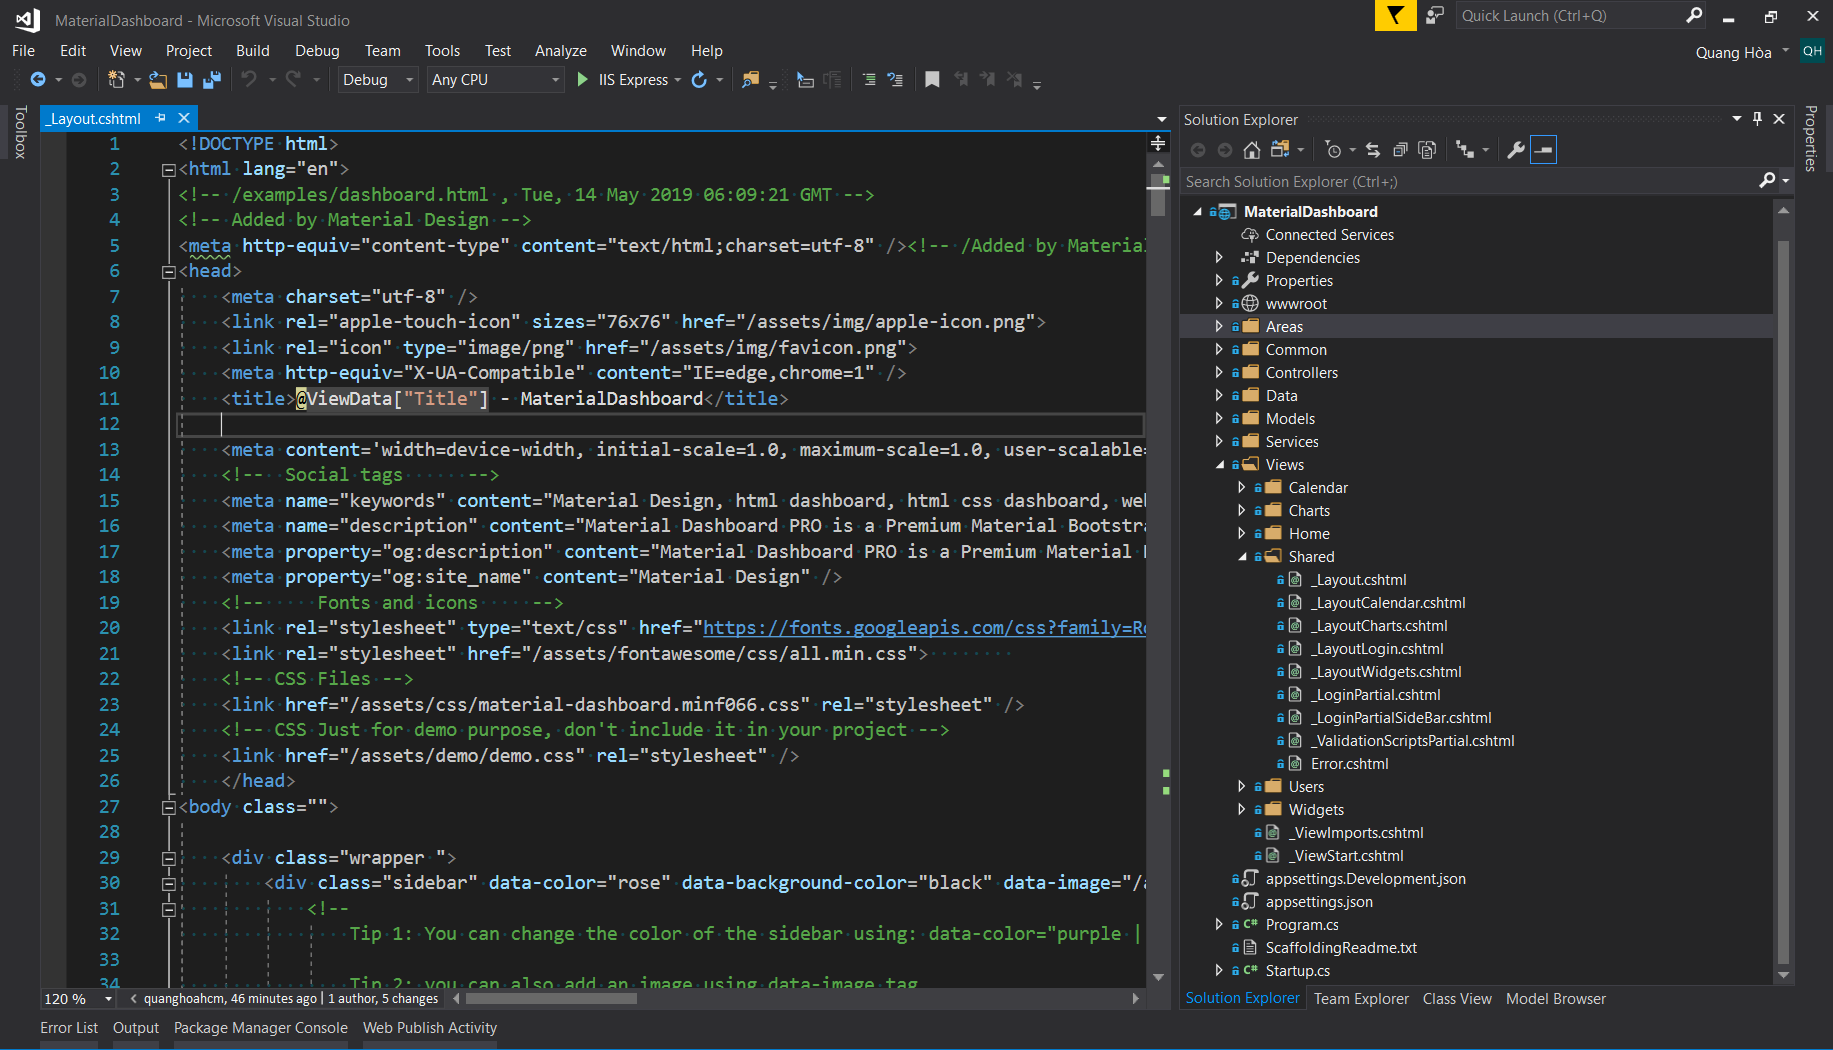 MaterialDashboard - Microsoft Visual Studio
Quick Launch (Ctrl+Q)
File Edit View Project Build Debug Team Tools Test Analyze Window Help
Quang Hòa QH
Debug Any CPU IIS Express
Toolbox
_Layout.cshtml
1 <!DOCTYPE html>
2 <html lang="en">
3 <!-- /examples/dashboard.html , Tue, 14 May 2019 06:09:21 GMT -->
4 <!-- Added by Material Design -->
5 <meta http-equiv="content-type" content="text/html;charset=utf-8" /><!-- /Added by Material
6 <head>
7 <meta charset="utf-8" />
8 <link rel="apple-touch-icon" sizes="76x76" href="/assets/img/apple-icon.png">
9 <link rel="icon" type="image/png" href="/assets/img/favicon.png">
10 <meta http-equiv="X-UA-Compatible" content="IE=edge,chrome=1" />
11 <title>@ViewData["Title"] - MaterialDashboard</title>
12
13 <meta content='width=device-width, initial-scale=1.0, maximum-scale=1.0, user-scalable=
14 <!-- Social tags -->
15 <meta name="keywords" content="Material Design, html dashboard, html css dashboard, we
16 <meta name="description" content="Material Dashboard PRO is a Premium Material Bootstra
17 <meta property="og:description" content="Material Dashboard PRO is a Premium Material
18 <meta property="og:site_name" content="Material Design" />
19 <!-- Fonts and icons -->
20 <link rel="stylesheet" type="text/css" href="https://fonts.googleapis.com/css?family=Ro
21 <link rel="stylesheet" href="/assets/fontawesome/css/all.min.css">
22 <!-- CSS Files -->
23 <link href="/assets/css/material-dashboard.minf066.css" rel="stylesheet" />
24 <!-- CSS Just for demo purpose, don't include it in your project -->
25 <link href="/assets/demo/demo.css" rel="stylesheet" />
26 </head>
27 <body class="">
28
29 <div class="wrapper ">
30 <div class="sidebar" data-color="rose" data-background-color="black" data-image="/a
31 <!--
32 Tip 1: You can change the color of the sidebar using: data-color="purple |
33
34 Tip 2: you can also add an image using data-image tag
120 % quanghoahcm, 46 minutes ago | 1 author, 5 changes
Error List Output Package Manager Console Web Publish Activity
Solution Explorer
Search Solution Explorer (Ctrl+;)
MaterialDashboard
Connected Services
Dependencies
Properties
wwwroot
Areas
Common
Controllers
Data
Models
Services
Views
Calendar
Charts
Home
Shared
_Layout.cshtml
_LayoutCalendar.cshtml
_LayoutCharts.cshtml
_LayoutLogin.cshtml
_LayoutWidgets.cshtml
_LoginPartial.cshtml
_LoginPartialSideBar.cshtml
_ValidationScriptsPartial.cshtml
Error.cshtml
Users
Widgets
_ViewImports.cshtml
_ViewStart.cshtml
appsettings.Development.json
appsettings.json
C# Program.cs
ScaffoldingReadme.txt
C# Startup.cs
Solution Explorer Team Explorer Class View Model Browser
Properties